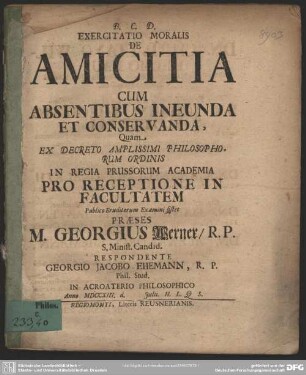 B. C. D.
EXERCITATIO MORALIS
DE
AMICITIA
CUM
ABSENTIBUS INEUNDA
ET CONSERVANDA,
Quam
EX DECRETO AMPLISSIMI PHILOSOPHO-
RUM ORDINIS
IN REGIA PRUSSORUM ACADEMIA
PRO RECEPTIONE IN
FACULTATEM
Publico Eruditorum Examini sistet
PRÆSES
M. GEORGIUS Werner/ R.P.
S. Minist. Candid.
RESPONDENTE
GEORGIO JACOBO EHEMANN, R. P.
Phil. Stud.
IN ACROATERIO PHILOSOPHICO
Anno MDCCXIII. d. Julii. H. L. Q S.
REGIOMONTI, Litteris REUSNERIANIS.
Philos.